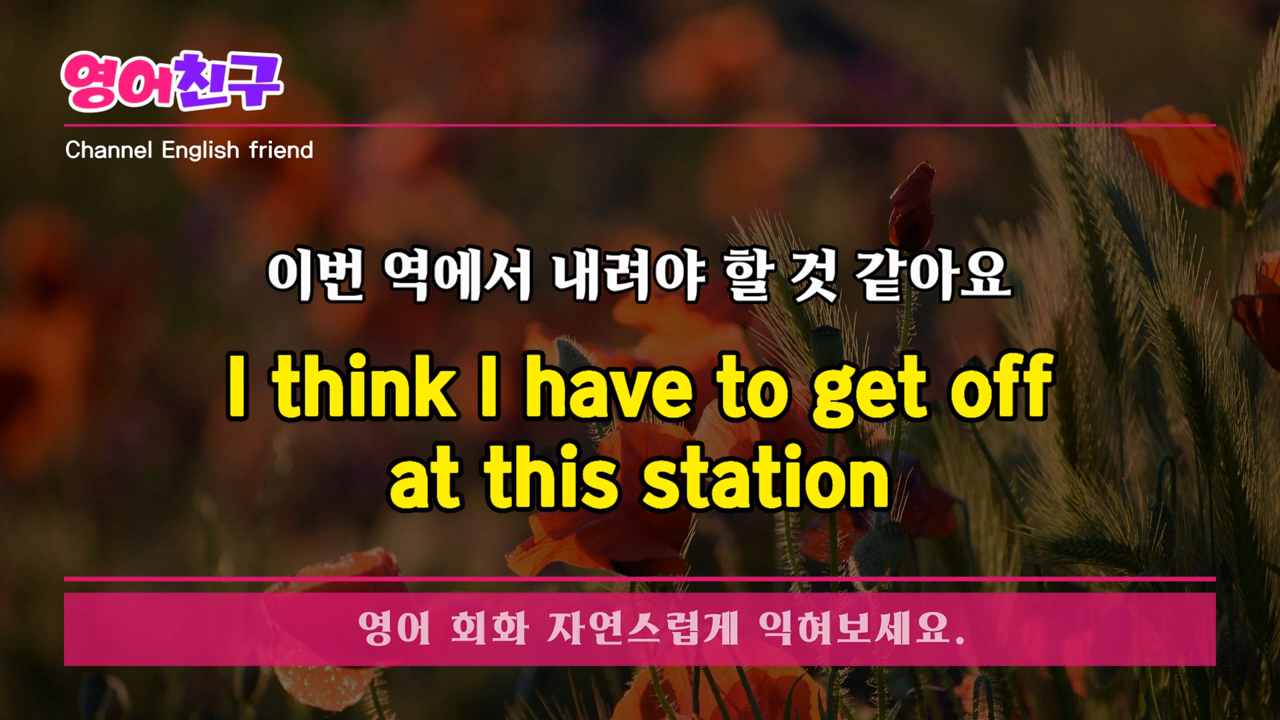 영어친구
Channel English friend
이번 역에서 내려야 할 것 같아요
I think I have to get off
at this station
영어 회화 자연스럽게 익혀보세요.